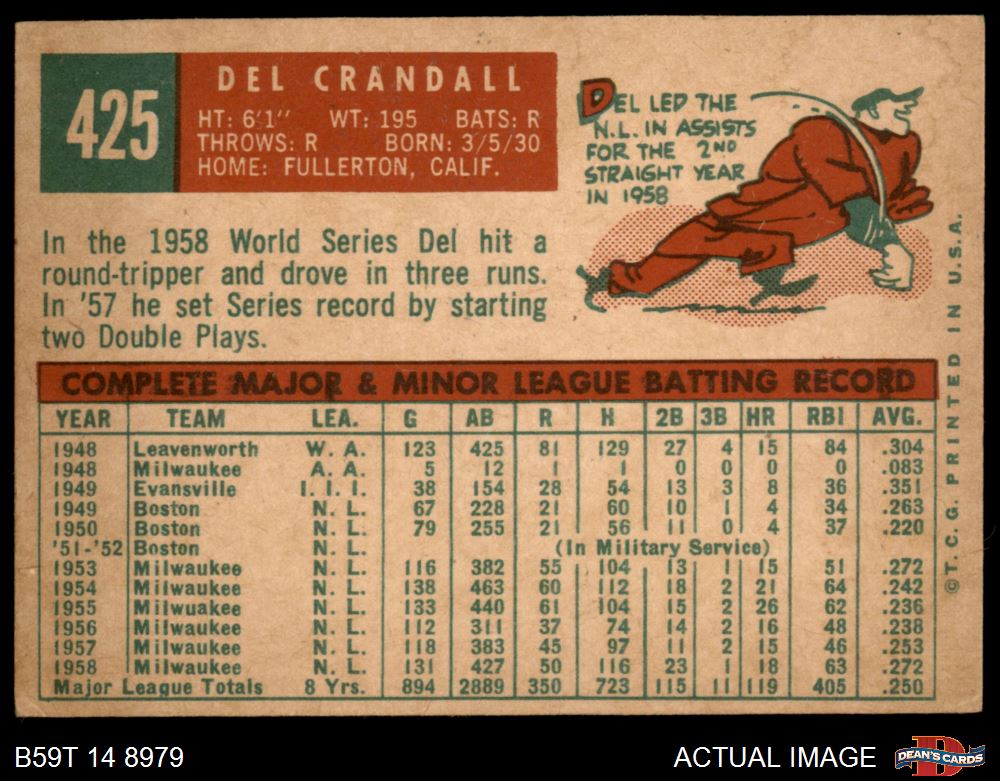 425
DEL CRANDALL
HT: 6'1" WT: 195 BATS: R
THROWS: R BORN: 3/5/30
HOME: FULLERTON, CALIF.
DEL LED THE
N.L. IN ASSISTS
FOR THE 2ND
STRAIGHT YEAR
IN 1958
In the 1958 World Series Del hit a
round-tripper and drove in three runs.
In '57 he set Series record by starting
two Double Plays.
COMPLETE MAJOR & MINOR LEAGUE BATTING RECORD
YEAR TEAM LEA. G AB R H 2B 3B HR RBI AVG.
1948 Leavenworth W. A. 123 425 81 129 27 4 15 84 .304
1948 Milwaukee A. A. 5 12 1 1 0 0 0 0 .083
1949 Evansville I. I. I. 38 154 28 54 13 3 8 36 .351
1949 Boston N. L. 67 228 21 60 10 1 4 34 .263
1950 Boston N. L. 79 255 21 56 11 0 4 37 .220
'51-'52 Boston N. L. (In Military Service)
1953 Milwaukee N. L. 116 382 55 104 13 1 15 51 .272
1954 Milwaukee N. L. 138 463 60 112 18 2 21 64 .242
1955 Milwuakee N. L. 133 440 61 104 15 2 26 62 .236
1956 Milwaukee N. L. 112 311 37 74 14 2 16 48 .238
1957 Milwaukee N. L. 118 383 45 97 11 2 15 46 .253
1958 Milwaukee N. L. 131 427 50 116 23 1 18 63 .272
Major League Totals 8 Yrs. 894 2889 350 723 115 11 119 405 .250
©T.C.G. PRINTED IN U.S.A.
B59T 14 8979
ACTUAL IMAGE
D
DEAN'S CARDS